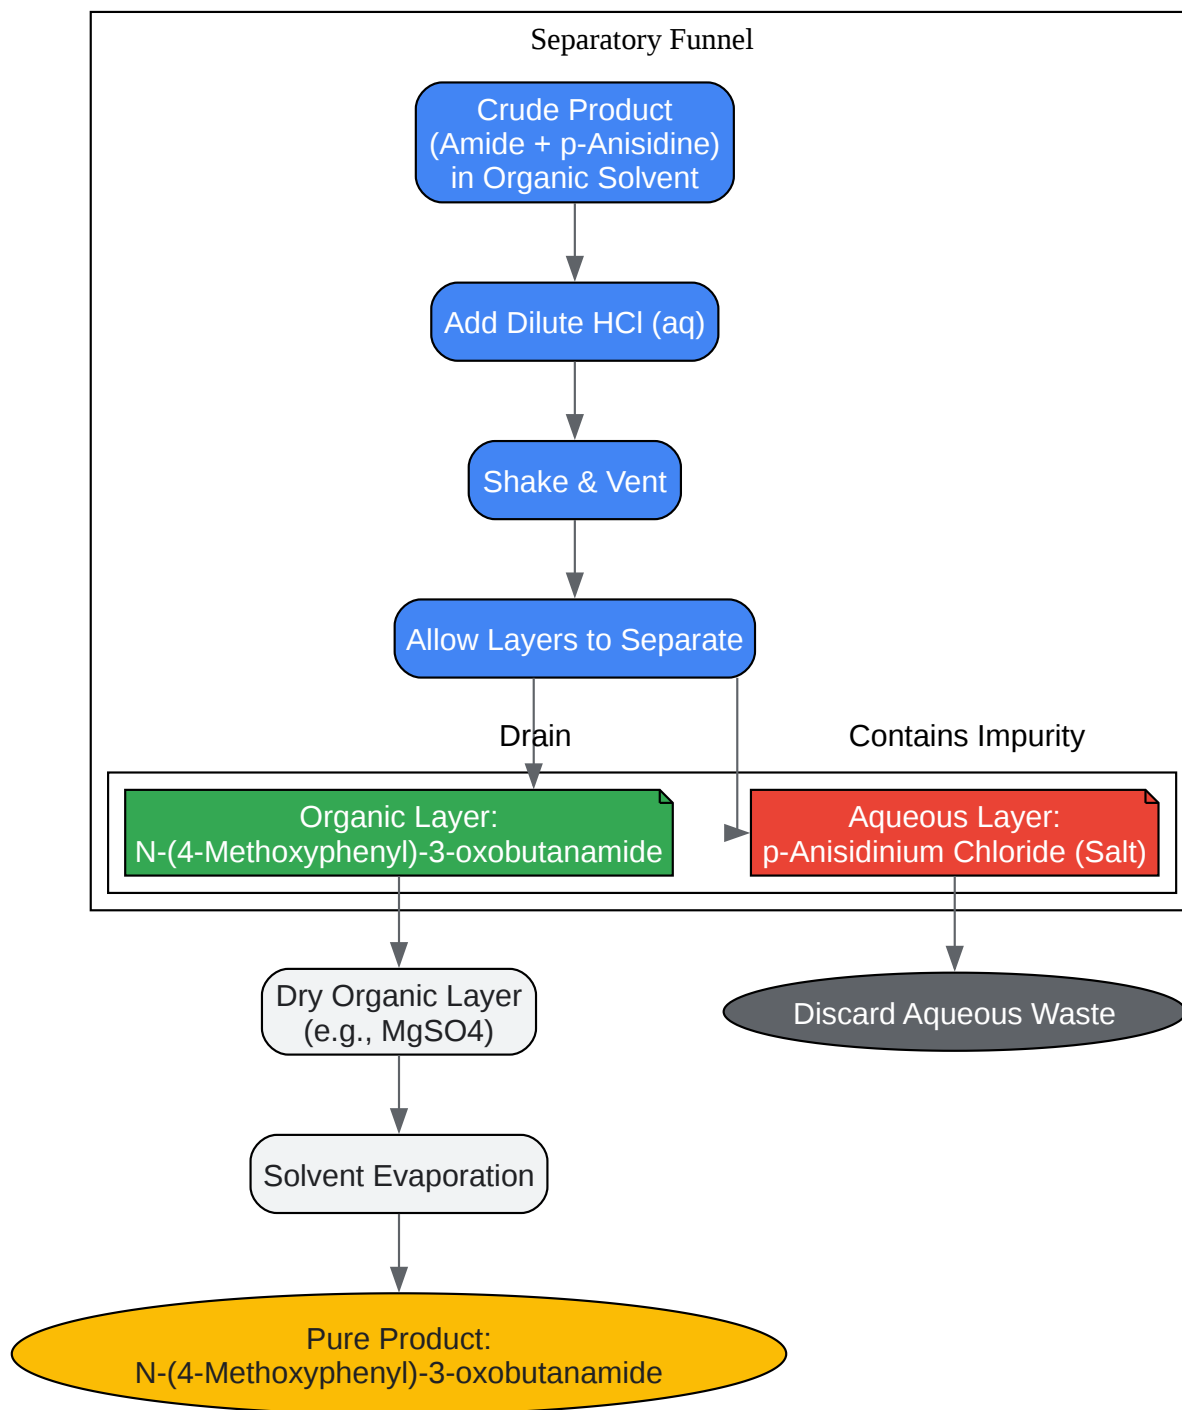 Separatory Funnel
Crude Product
(Amide + p-Anisidine)
in Organic Solvent
Add Dilute HCl (aq)
Shake & Vent
Allow Layers to Separate
Drain
Contains Impurity
Organic Layer:
N-(4-Methoxyphenyl)-3-oxobutanamide
Aqueous Layer:
p-Anisidinium Chloride (Salt)
Dry Organic Layer
(e.g., MgSO4)
Discard Aqueous Waste
Solvent Evaporation
Pure Product:
N-(4-Methoxyphenyl)-3-oxobutanamide